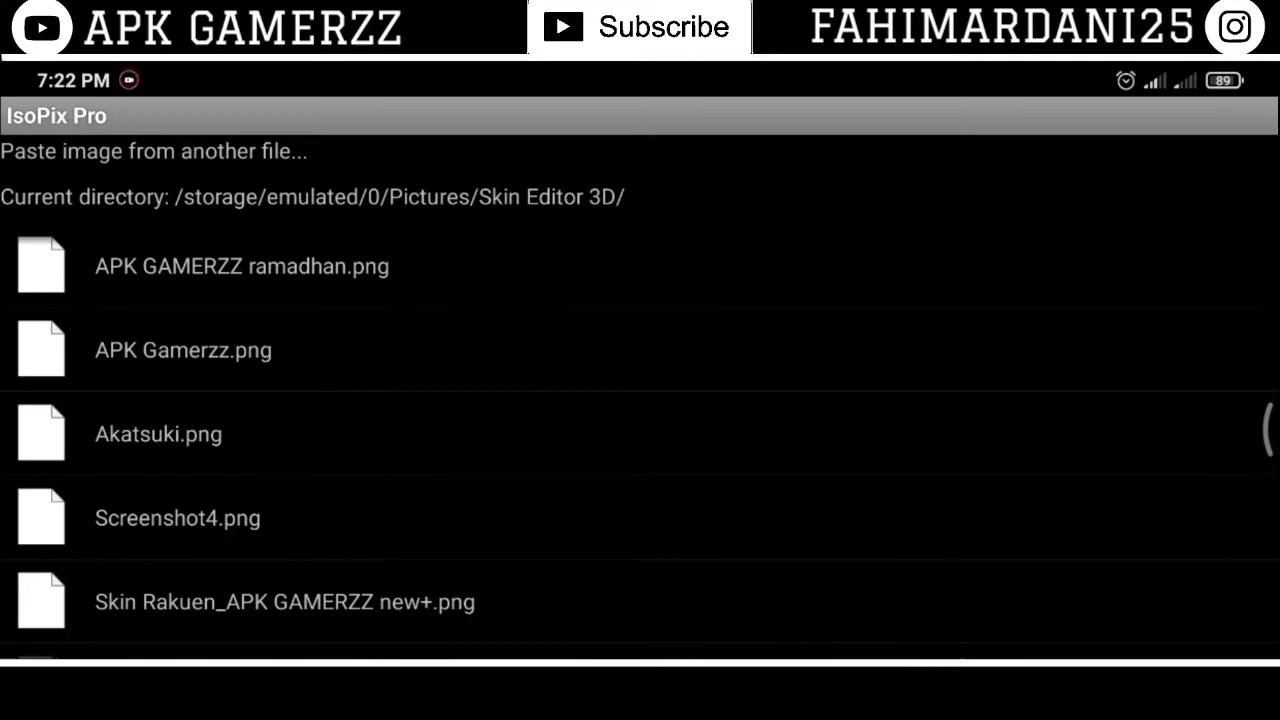 APK GAMERZZ
Subscribe
FAHIMARDANI25
7:22 PM
89
IsoPix Pro
Paste image from another file...
Current directory: /storage/emulated/0/Pictures/Skin Editor 3D/
APK GAMERZZ ramadhan.png
APK Gamerzz.png
Akatsuki.png
Screenshot4.png
Skin Rakuen_APK GAMERZZ new+.png